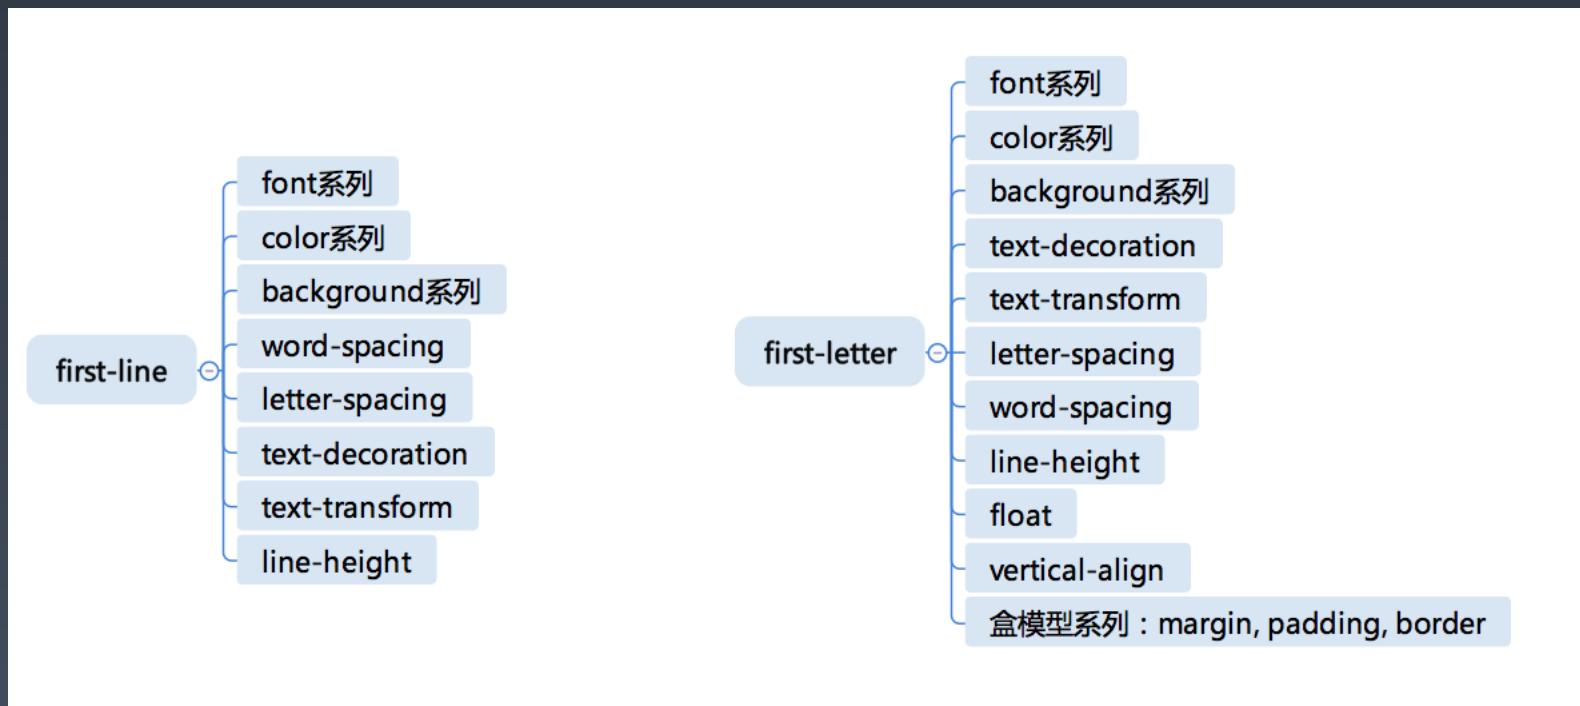 first-line
font系列
color系列
background系列
word-spacing
letter-spacing
text-decoration
text-transform
line-height
first-letter
font系列
color系列
background系列
text-decoration
text-transform
letter-spacing
word-spacing
line-height
float
vertical-align
盒模型系列：margin, padding, border